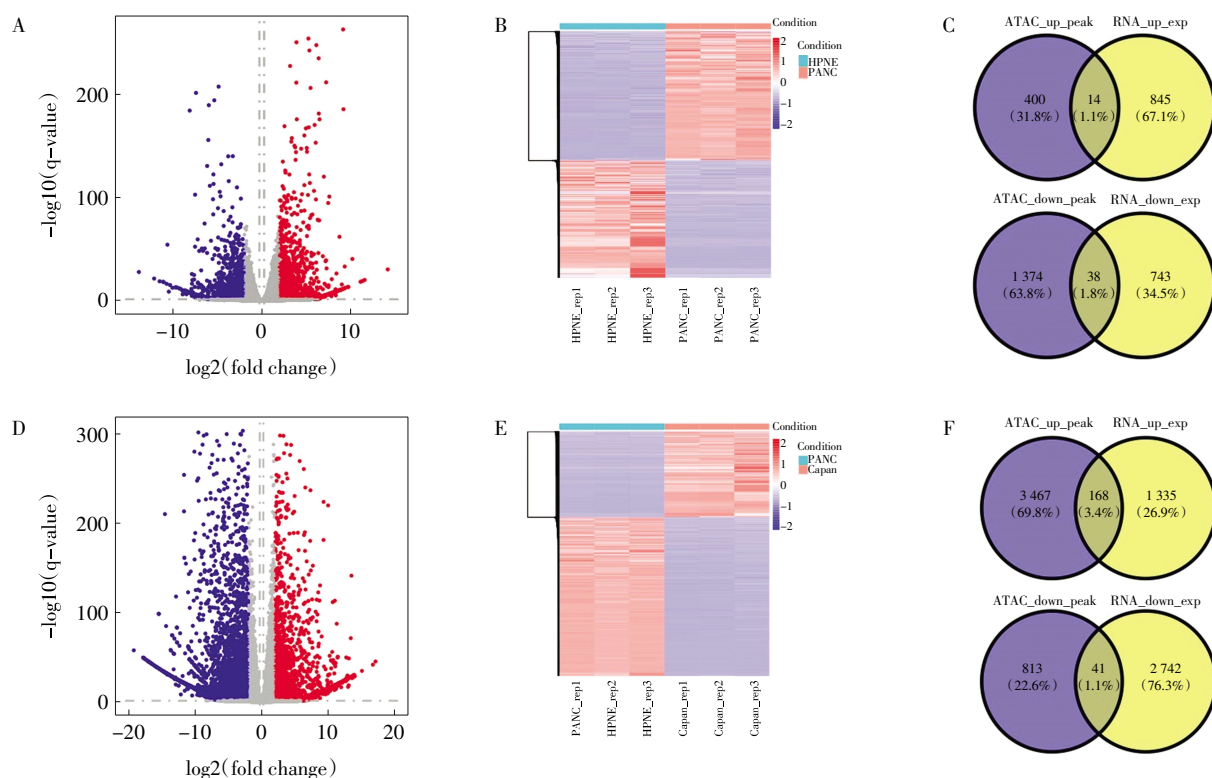 A
−log10(q−value)
200
100
0
−10
0
10
log2(fold change)
B
Condition
2
1
0
−1
−2
Condition
HPNE
PANC
HPNE_rep1
HPNE_rep2
HPNE_rep3
PANC_rep1
PANC_rep2
PANC_rep3
C
ATAC_up_peak
RNA_up_exp
400
(31.8%)
14
(1.1%)
845
(67.1%)
ATAC_down_peak
RNA_down_exp
1 374
(63.8%)
38
(1.8%)
743
(34.5%)
D
−log10(q−value)
300
200
100
0
−20
−10
0
10
20
log2(fold change)
E
Condition
2
1
0
−1
−2
Condition
PANC
Capan
PANC_rep1
HPNE_rep2
HPNE_rep3
Capan_rep1
Capan_rep2
Capan_rep3
F
ATAC_up_peak
RNA_up_exp
3 467
(69.8%)
168
(3.4%)
1 335
(26.9%)
ATAC_down_peak
RNA_down_exp
813
(22.6%)
41
(1.1%)
2 742
(76.3%)